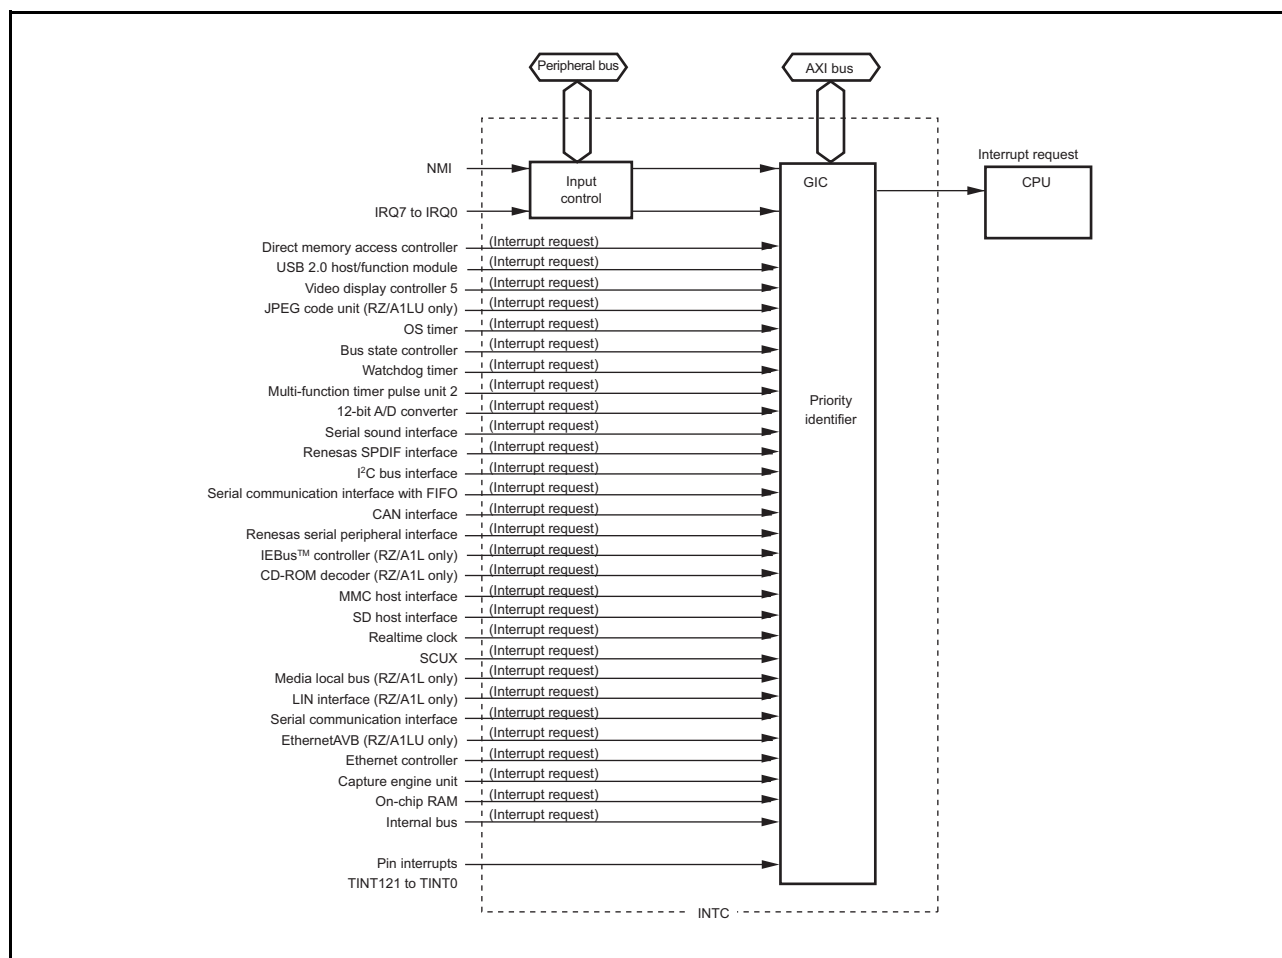 Peripheral bus
AXI bus
Interrupt request
NMI
Input
control
GIC
CPU
IRQ7 to IRQ0
Direct memory access controller (Interrupt request)
USB 2.0 host/function module (Interrupt request)
Video display controller 5 (Interrupt request)
JPEG code unit (RZ/A1LU only) (Interrupt request)
OS timer (Interrupt request)
Bus state controller (Interrupt request)
Watchdog timer (Interrupt request)
Multi-function timer pulse unit 2 (Interrupt request)
12-bit A/D converter (Interrupt request)
Priority
identifier
Serial sound interface (Interrupt request)
Renesas SPDIF interface (Interrupt request)
I²C bus interface (Interrupt request)
Serial communication interface with FIFO (Interrupt request)
CAN interface (Interrupt request)
Renesas serial peripheral interface (Interrupt request)
IEBus™ controller (RZ/A1L only) (Interrupt request)
CD-ROM decoder (RZ/A1L only) (Interrupt request)
MMC host interface (Interrupt request)
SD host interface (Interrupt request)
Realtime clock (Interrupt request)
SCUX (Interrupt request)
Media local bus (RZ/A1L only) (Interrupt request)
LIN interface (RZ/A1L only) (Interrupt request)
Serial communication interface (Interrupt request)
EthernetAVB (RZ/A1LU only) (Interrupt request)
Ethernet controller (Interrupt request)
Capture engine unit (Interrupt request)
On-chip RAM (Interrupt request)
Internal bus (Interrupt request)
Pin interrupts
TINT121 to TINT0
INTC